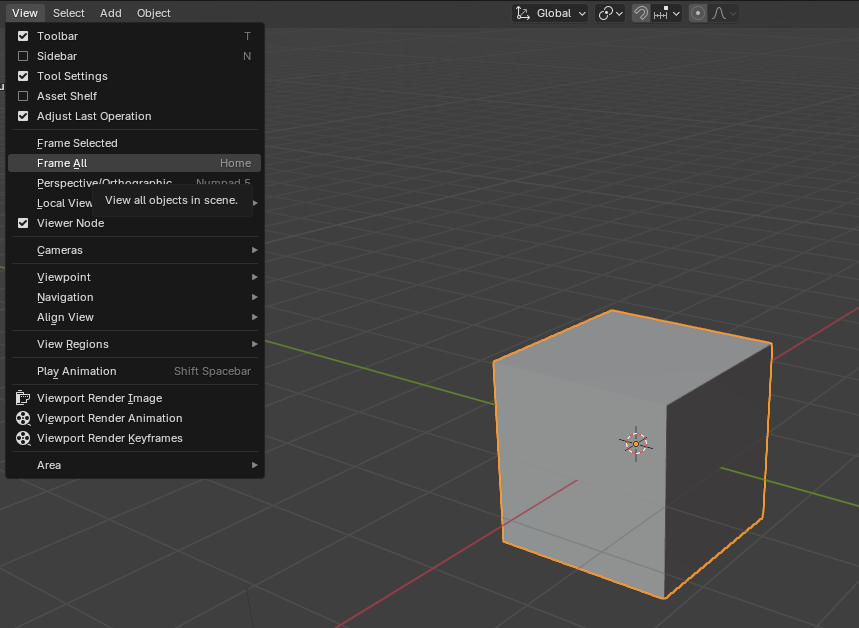 View Select Add Object Global
Toolbar T
Sidebar N
Tool Settings
Asset Shelf
Adjust Last Operation
Frame Selected
Frame All Home
Perspective/Orthographic Numpad 5
Local View
View all objects in scene.
Viewer Node
Cameras
Viewpoint
Navigation
Align View
View Regions
Play Animation Shift Spacebar
Viewport Render Image
Viewport Render Animation
Viewport Render Keyframes
Area